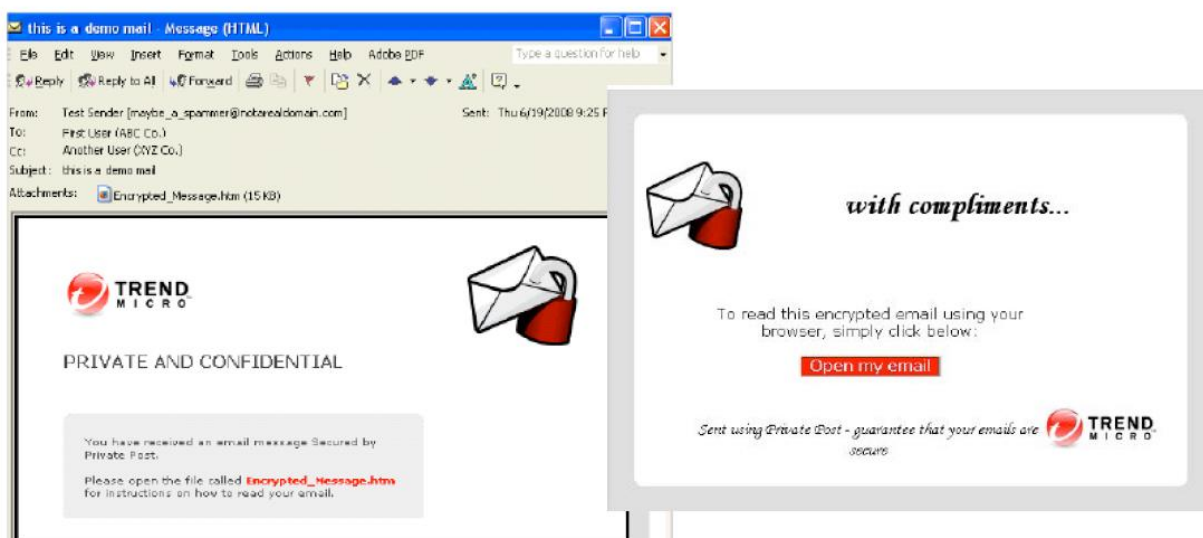 this is a demo mail - Message (HTML)
File Edit View Insert Format Tools Actions Help Adobe PDF Type a question for help
Reply Reply to All Forward
From: Test Sender [maybe_a_spammer@notarealdomain.com] Sent: Thu 6/19/2008 9:25 P
To: First User (ABC Co.)
Cc: Another User (XYZ Co.)
Subject: this is a demo mail
Attachments: Encrypted_Message.htm (15 KB)
TREND
MICRO
PRIVATE AND CONFIDENTIAL
You have received an email message Secured by
Private Post.
Please open the file called Encrypted_Message.htm
for instructions on how to read your email.
with compliments...
To read this encrypted email using your
browser, simply click below:
Open my email
Sent using Private Post - guarantee that your emails are
secure
TREND
MICRO